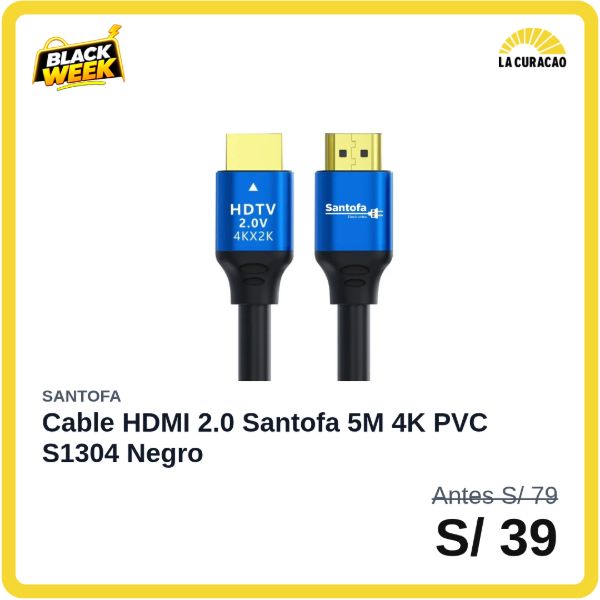 BLACK
WEEK
LA CURACAO
HDTV
2.0V
4KX2K
Santofa
SANTOFA
Cable HDMI 2.0 Santofa 5M 4K PVC
S1304 Negro
Antes S/ 79
S/ 39